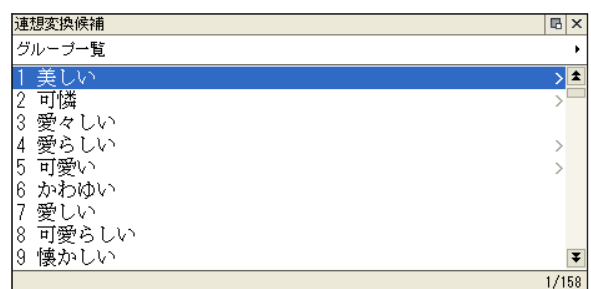 連想変換候補
グループ一覧
1 美しい
2 可憐
3 愛々しい
4 愛らしい
5 可愛い
6 かわゆい
7 愛しい
8 可愛らしい
9 懐かしい
1/158